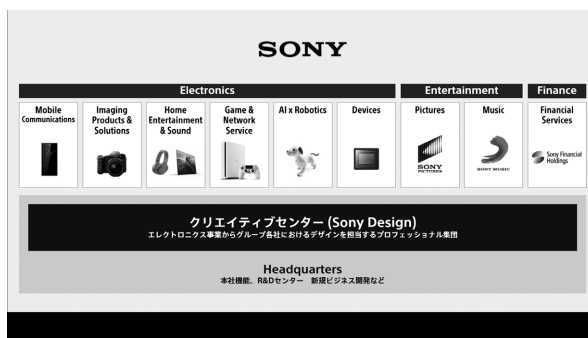 SONY
Electronics
Entertainment
Finance
Mobile
Communications
Imaging
Products &
Solutions
Home
Entertainment
& Sound
Game &
Network
Service
AI x Robotics
Devices
Pictures
Music
Financial
Services
SONY
PICTURES
SONY MUSIC
Sony Financial
Holdings
クリエイティブセンター (Sony Design)
エレクトロニクス事業からグループ各社におけるデザインを担当するプロフェッショナル集団
Headquarters
本社機能、R&Dセンター　新規ビジネス開発など